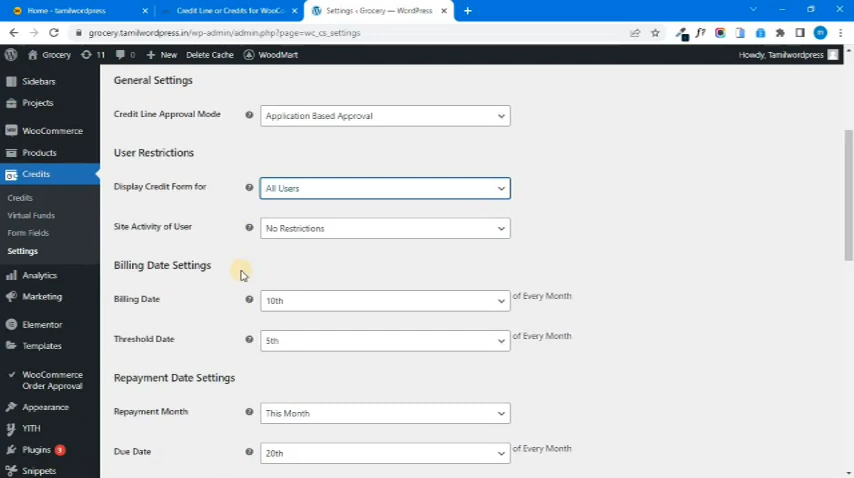 Home - tamilwordpress
Credit Line or Credits for WooCo
Settings ‹ Grocery — WordPress
grocery.tamilwordpress.in/wp-admin/admin.php?page=wc_cs_settings
f?
m
Grocery 11 0 New Delete Cache WoodMart
Howdy, Tamilwordpress
Sidebars
Projects
WooCommerce
Products
Credits
Credits
Virtual Funds
Form Fields
Settings
Analytics
Marketing
Elementor
Templates
WooCommerce
Order Approval
Appearance
YITH
Plugins 3
Snippets
General Settings
Credit Line Approval Mode Application Based Approval
User Restrictions
Display Credit Form for All Users
Site Activity of User No Restrictions
Billing Date Settings
Billing Date 10th of Every Month
Threshold Date 5th of Every Month
Repayment Date Settings
Repayment Month This Month
Due Date 20th of Every Month